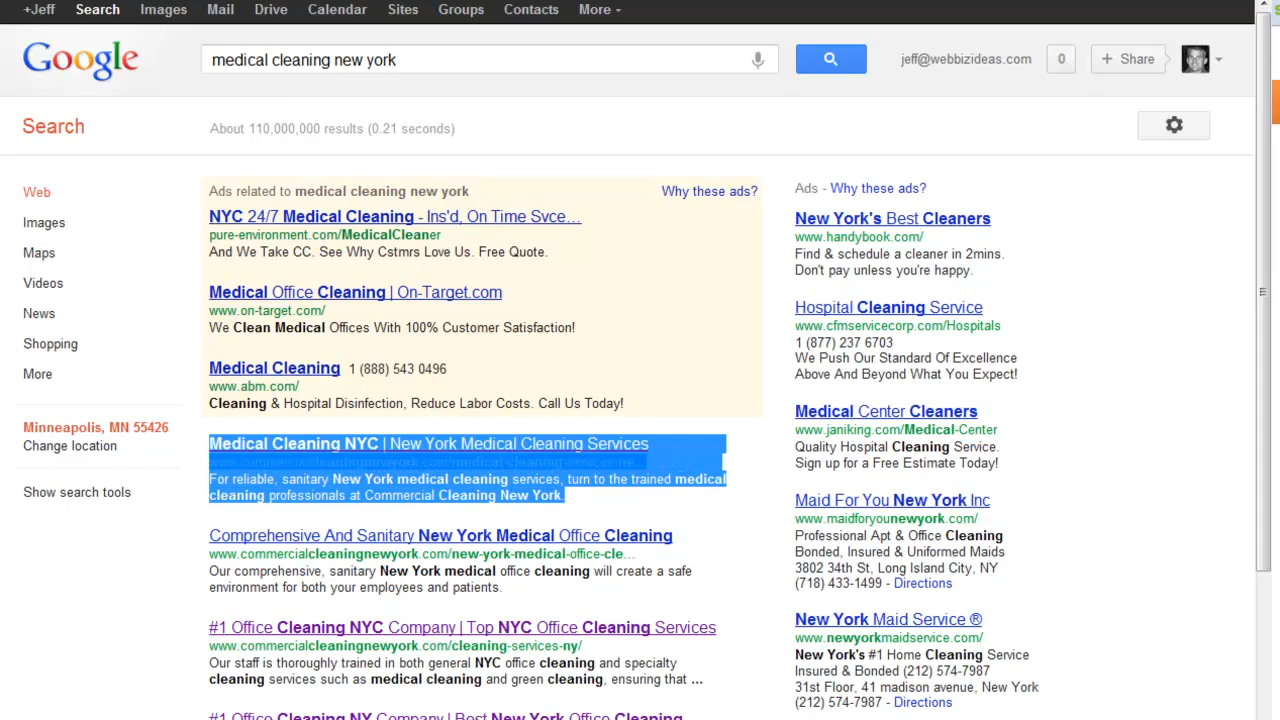 +Jeff Search Images Mail Drive Calendar Sites Groups Contacts More
Google
medical cleaning new york
jeff@webbizideas.com
0
+ Share
Search
About 110,000,000 results (0.21 seconds)
Web
Images
Maps
Videos
News
Shopping
More
Minneapolis, MN 55426
Change location
Show search tools
Ads related to medical cleaning new york
Why these ads?
NYC 24/7 Medical Cleaning - Ins'd, On Time Svce...
pure-environment.com/MedicalCleaner
And We Take CC. See Why Cstmrs Love Us. Free Quote.
Medical Office Cleaning | On-Target.com
www.on-target.com/
We Clean Medical Offices With 100% Customer Satisfaction!
Medical Cleaning 1 (888) 543 0496
www.abm.com/
Cleaning & Hospital Disinfection, Reduce Labor Costs. Call Us Today!
Medical Cleaning NYC | New York Medical Cleaning Services
www.commercialcleaningnewyork.com/medical-cleaning-services-ne...
For reliable, sanitary New York medical cleaning services, turn to the trained medical
cleaning professionals at Commercial Cleaning New York.
Comprehensive And Sanitary New York Medical Office Cleaning
www.commercialcleaningnewyork.com/new-york-medical-office-cle...
Our comprehensive, sanitary New York medical office cleaning will create a safe
environment for both your employees and patients.
#1 Office Cleaning NYC Company | Top NYC Office Cleaning Services
www.commercialcleaningnewyork.com/cleaning-services-ny/
Our staff is thoroughly trained in both general NYC office cleaning and specialty
cleaning services such as medical cleaning and green cleaning, ensuring that ...
#1 Office Cleaning NY Company | Best New York Office Cleaning
Ads - Why these ads?
New York's Best Cleaners
www.handybook.com/
Find & schedule a cleaner in 2mins.
Don't pay unless you're happy.
Hospital Cleaning Service
www.cfmservicecorp.com/Hospitals
1 (877) 237 6703
We Push Our Standard Of Excellence
Above And Beyond What You Expect!
Medical Center Cleaners
www.janiking.com/Medical-Center
Quality Hospital Cleaning Service.
Sign up for a Free Estimate Today!
Maid For You New York Inc
www.maidforyounewyork.com/
Professional Apt & Office Cleaning
Bonded, Insured & Uniformed Maids
3802 34th St, Long Island City, NY
(718) 433-1499 - Directions
New York Maid Service ®
www.newyorkmaidservice.com/
New York's #1 Home Cleaning Service
Insured & Bonded (212) 574-7987
31st Floor, 41 madison avenue, New York
(212) 574-7987 - Directions